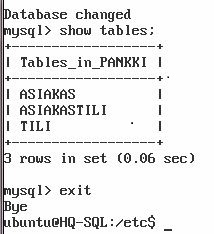 Database changed
mysql> show tables;
+-------------------+
| Tables_in_PANKKI |
+-------------------+
| ASIAKAS |
| ASIAKASTILI |
| TILI |
+-------------------+
3 rows in set (0.06 sec)
mysql> exit
Bye
ubuntu@HQ-SQL:/etc$ _